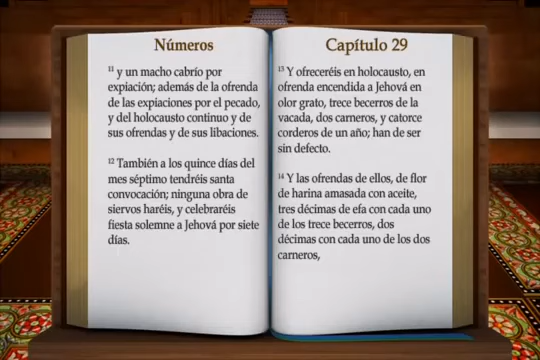 Números
11 y un macho cabrío por
expiación; además de la ofrenda
de las expiaciones por el pecado,
y del holocausto continuo y de
sus ofrendas y de sus libaciones.
12 También a los quince días del
mes séptimo tendréis santa
convocación; ninguna obra de
siervos haréis, y celebraréis
fiesta solemne a Jehová por siete
días.
Capítulo 29
13 Y ofreceréis en holocausto, en
ofrenda encendida a Jehová en
olor grato, trece becerros de la
vacada, dos carneros, y catorce
corderos de un año; han de ser
sin defecto.
14 Y las ofrendas de ellos, de flor
de harina amasada con aceite,
tres décimas de efa con cada uno
de los trece becerros, dos
décimas con cada uno de los dos
carneros,